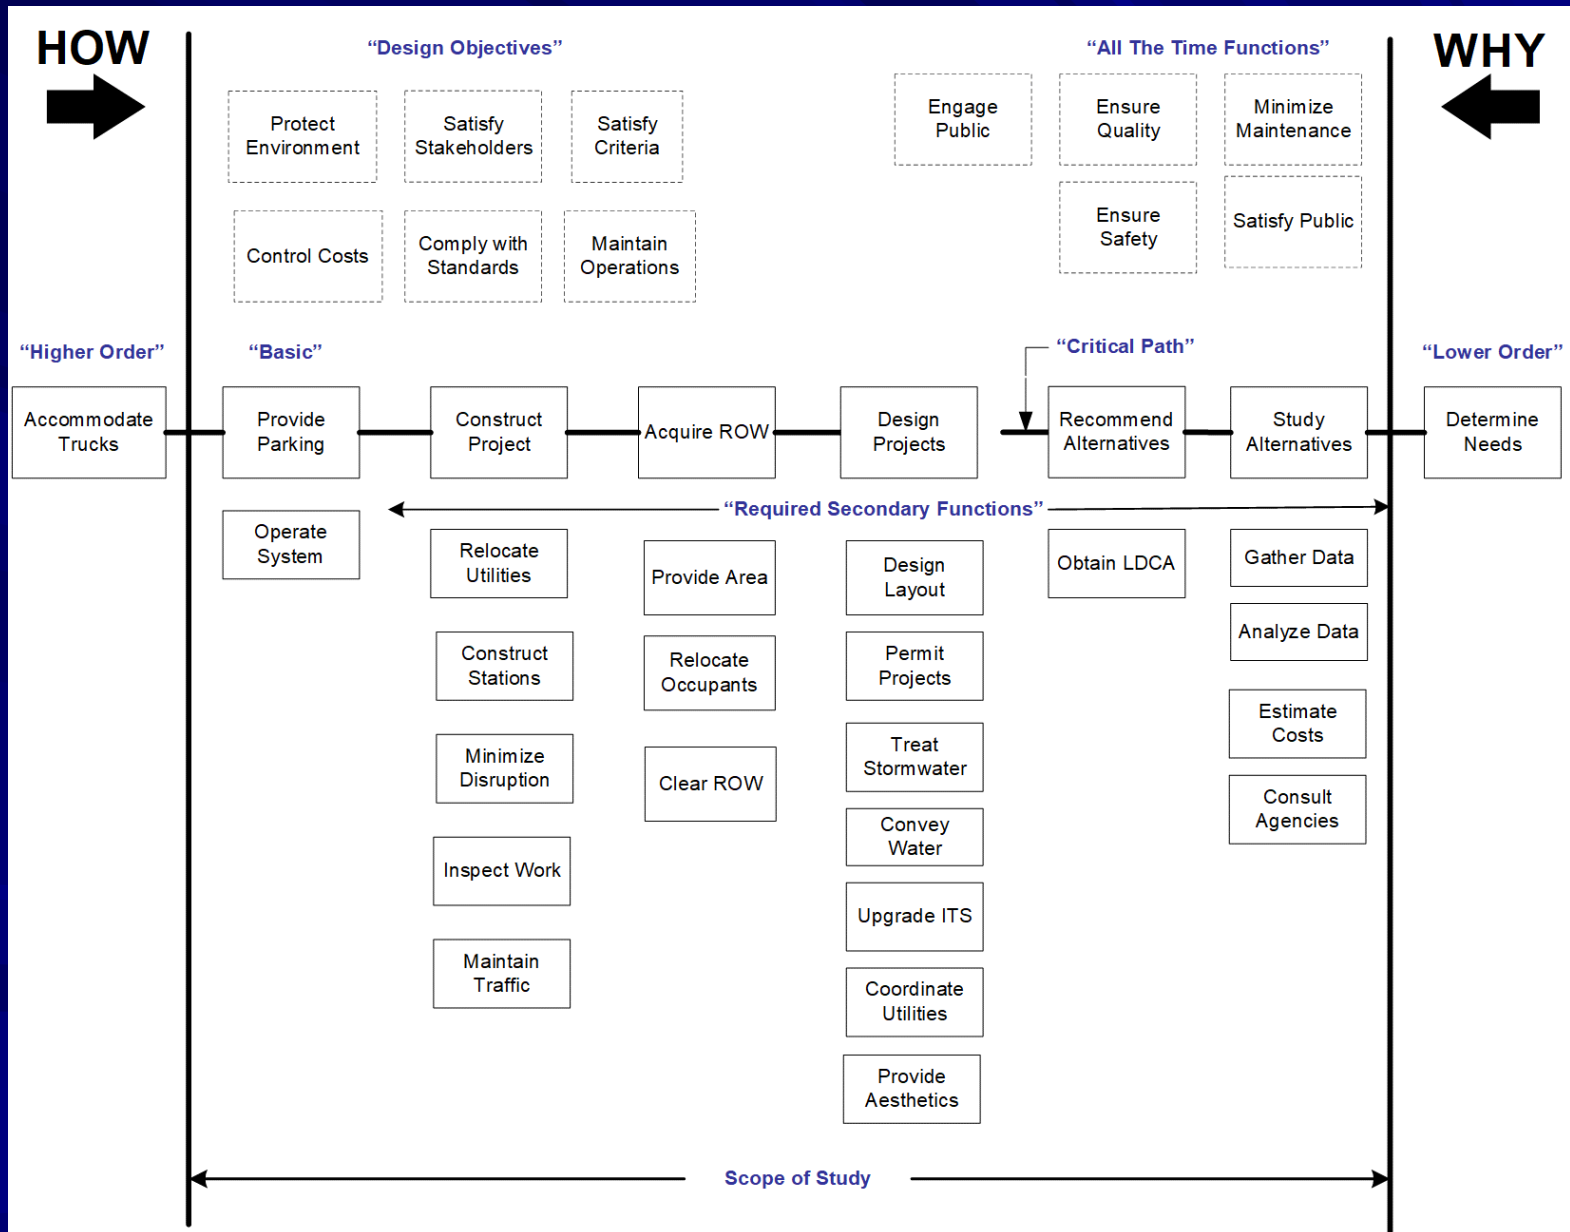 HOW
“Design Objectives”
“All The Time Functions”
WHY
Protect
Environment
Satisfy
Stakeholders
Satisfy
Criteria
Engage
Public
Ensure
Quality
Minimize
Maintenance
Control Costs
Comply with
Standards
Maintain
Operations
Ensure
Safety
Satisfy Public
“Higher Order”
“Basic”
“Critical Path”
“Lower Order”
Accommodate
Trucks
Provide
Parking
Construct
Project
Acquire ROW
Design
Projects
Recommend
Alternatives
Study
Alternatives
Determine
Needs
“Required Secondary Functions”
Operate
System
Relocate
Utilities
Construct
Stations
Minimize
Disruption
Inspect Work
Maintain
Traffic
Provide Area
Relocate
Occupants
Clear ROW
Design
Layout
Permit
Projects
Treat
Stormwater
Convey
Water
Upgrade ITS
Coordinate
Utilities
Provide
Aesthetics
Obtain LDCA
Gather Data
Analyze Data
Estimate
Costs
Consult
Agencies
Scope of Study